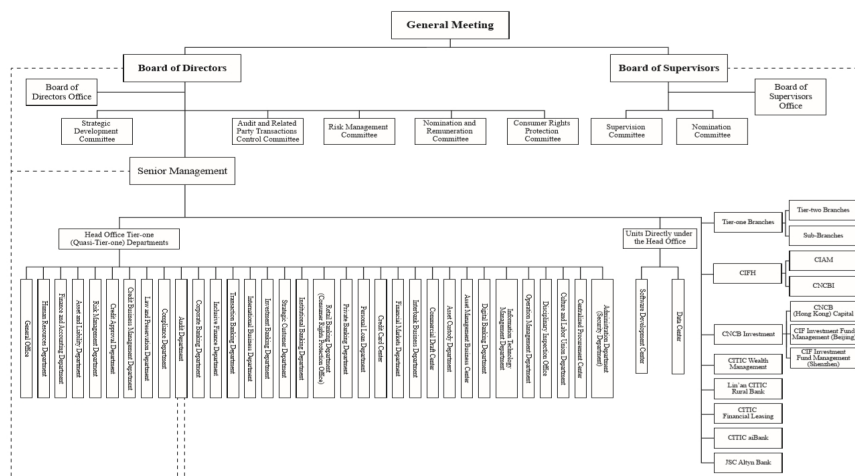 General Meeting
Board of Directors
Board of Supervisors
Board of
Directors Office
Board of
Supervisors
Office
Strategic
Development
Committee
Audit and Related
Party Transactions
Control Committee
Risk Management
Committee
Nomination and
Remuneration
Committee
Consumer Rights
Protection
Committee
Supervision
Committee
Nomination
Committee
Senior Management
Head Office Tier-one
(Quasi-Tier-one) Departments
Units Directly under
the Head Office
Tier-one Branches
Tier-two Branches
Sub-Branches
CIFH
CIAM
CNCBI
CNCB Investment
CNCB
(Hong Kong) Capital
CIF Investment Fund
Management (Beijing)
CIF Investment
Fund Management
(Shenzhen)
CITIC Wealth
Management
Lin'an CITIC
Rural Bank
CITIC
Financial Leasing
CITIC aiBank
JSC Altyn Bank
General Office
Human Resources Department
Finance and Accounting Department
Asset and Liability Department
Risk Management Department
Credit Approval Department
Credit Business Management Department
Law and Preservation Department
Compliance Department
Audit Department
Corporate Banking Department
Inclusive Finance Department
Transaction Banking Department
International Business Department
Investment Banking Department
Strategic Customer Department
Institutional Banking Department
Retail Banking Department
(Consumer Rights Protection Office)
Private Banking Department
Personal Loan Department
Credit Card Center
Financial Markets Department
Interbank Business Department
Commercial Draft Center
Asset Custody Department
Asset Management Business Center
Digital Banking Department
Information Technology
Management Department
Operation Management Department
Disciplinary Inspection Office
Culture and Labor Union Department
Centralized Procurement Center
Administration Department
(Security Department)
Software Development Center
Data Center